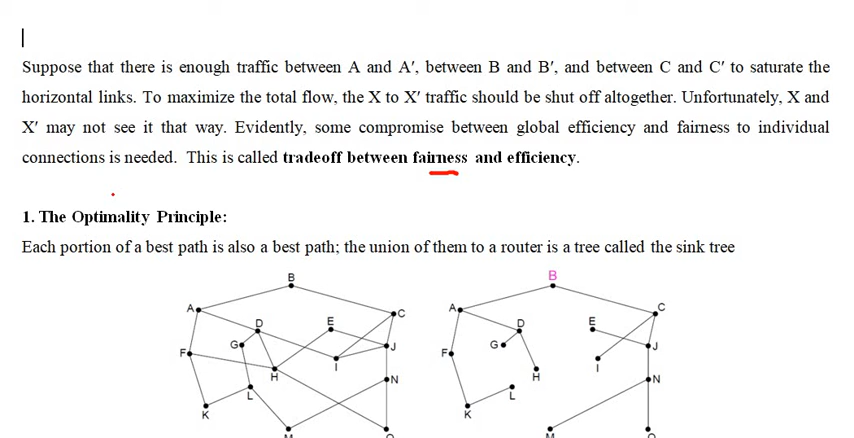 Suppose that there is enough traffic between A and A′, between B and B′, and between C and C′ to saturate the
horizontal links. To maximize the total flow, the X to X′ traffic should be shut off altogether. Unfortunately, X and
X′ may not see it that way. Evidently, some compromise between global efficiency and fairness to individual
connections is needed. This is called tradeoff between fairness and efficiency.
1. The Optimality Principle:
Each portion of a best path is also a best path; the union of them to a router is a tree called the sink tree
B B
A C A C
D E D E
G J G J
F F
H I H I
N N
L L
K K
M M